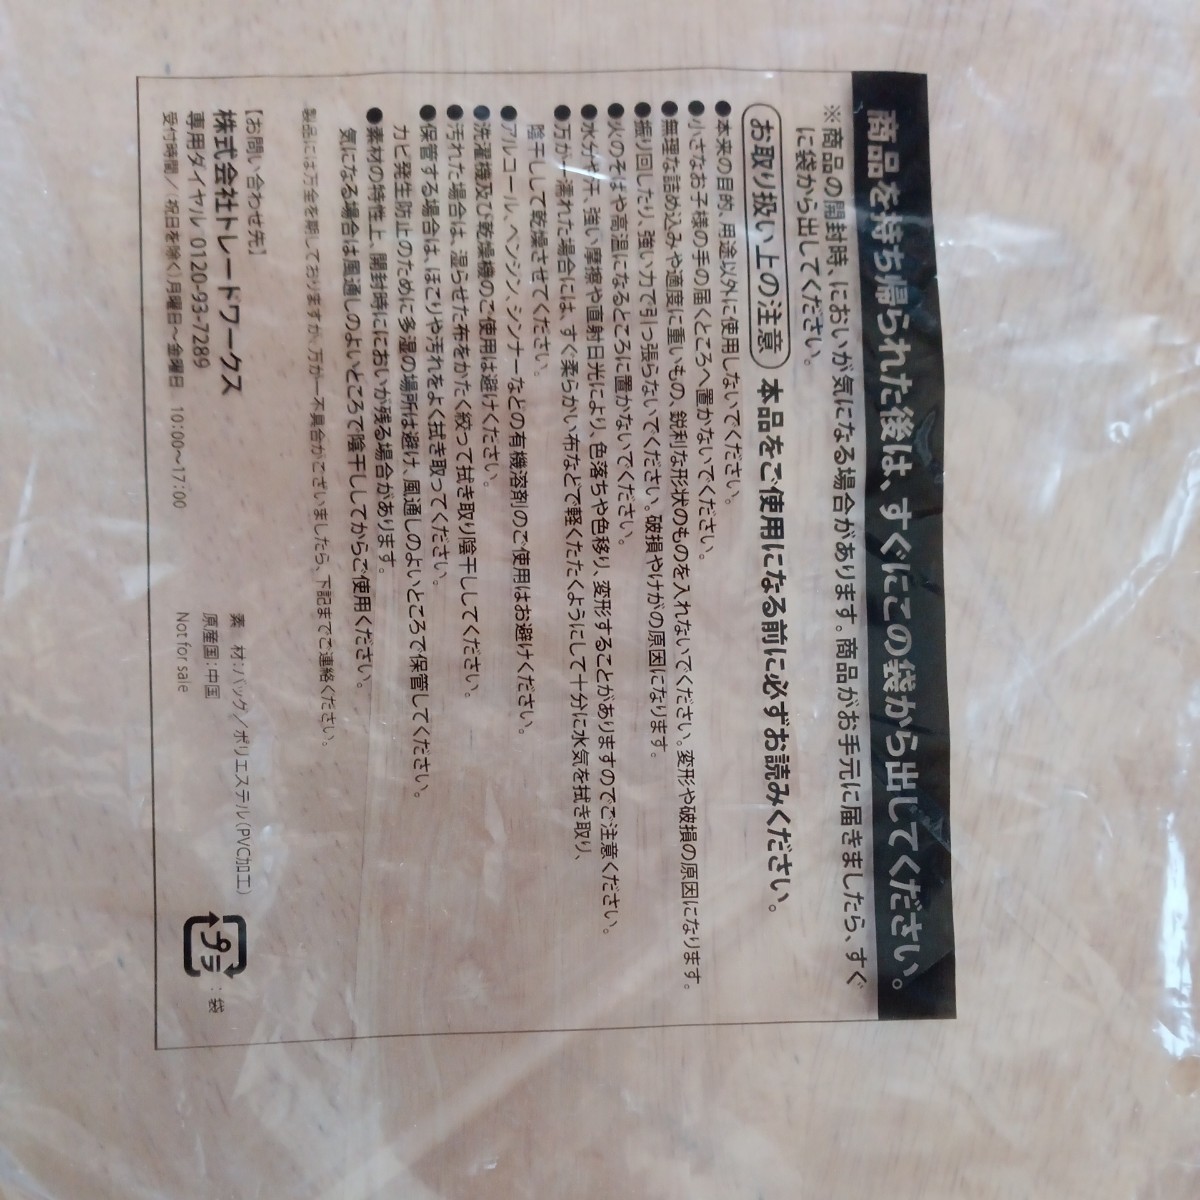 商品を持ち帰られた後は、すぐにこの袋から出してください。
※商品の開封時、においが気になる場合があります。商品がお手元に届きましたら、すぐ
に袋から出してください。
お取り扱い上の注意 本品をご使用になる前に必ずお読みください。
●本来の目的、用途以外に使用しないでください。
●小さなお子様の手の届くところへ置かないでください。
●無理な詰め込みや適度に重いもの、鋭利な形状のものを入れないでください。変形や破損の原因になります。
●振り回したり、強い力で引っ張らないでください。破損やけがの原因になります。
●火のそばや高温になるところに置かないでください。
●水分や汗、強い摩擦や直射日光により、色落ちや色移り、変形することがありますのでご注意ください。
●万が一濡れた場合には、すぐ柔らかい布などで軽くたたくようにして十分に水気を拭き取り、
陰干しして乾燥させてください。
●アルコール、ベンジン、シンナーなどの有機溶剤のご使用はお避けください。
●洗濯機及び乾燥機のご使用は避けください。
●汚れた場合は、湿らせた布をかたく絞って拭き取り陰干ししてください。
●保管する場合は、ほこりや汚れをよく拭き取ってください。
カビ発生防止のために多湿の場所は避け、風通しのよいところで保管してください。
●素材の特性上、開封時ににおいが残る場合があります。
気になる場合は風通しのよいところで陰干ししてからご使用ください。
製品には万全を期しておりますが、万が一不具合がございましたら、下記までご連絡ください。
【お問い合わせ先】
株式会社トレードワークス
専用ダイヤル 0120-93-7289
受付時間／(祝日を除く)月曜日～金曜日 10:00～17:00
素 材:バッグ／ポリエステル(PVC加工)
原産国:中国
Not for sale
プラ :袋